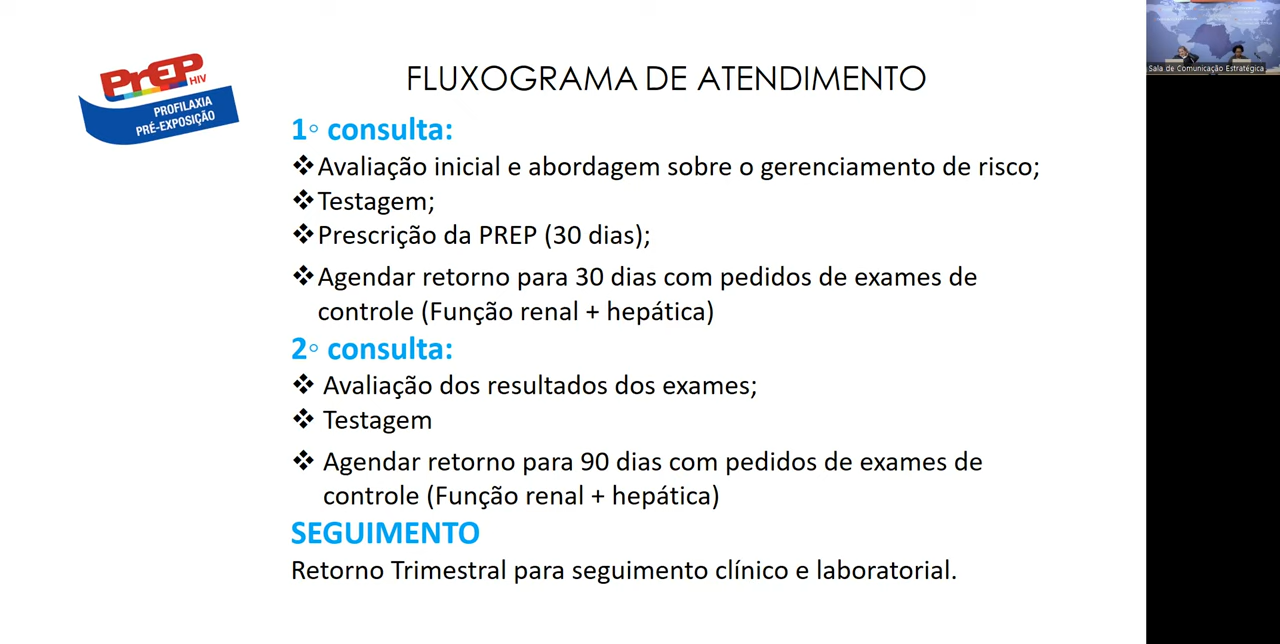 PrEP
HIV
PROFILAXIA
PRÉ-EXPOSIÇÃO
FLUXOGRAMA DE ATENDIMENTO
1◦ consulta:
❖Avaliação inicial e abordagem sobre o gerenciamento de risco;
❖Testagem;
❖Prescrição da PREP (30 dias);
❖Agendar retorno para 30 dias com pedidos de exames de
controle (Função renal + hepática)
2◦ consulta:
❖ Avaliação dos resultados dos exames;
❖ Testagem
❖ Agendar retorno para 90 dias com pedidos de exames de
controle (Função renal + hepática)
SEGUIMENTO
Retorno Trimestral para seguimento clínico e laboratorial.
Sala de Comunicação Estratégica